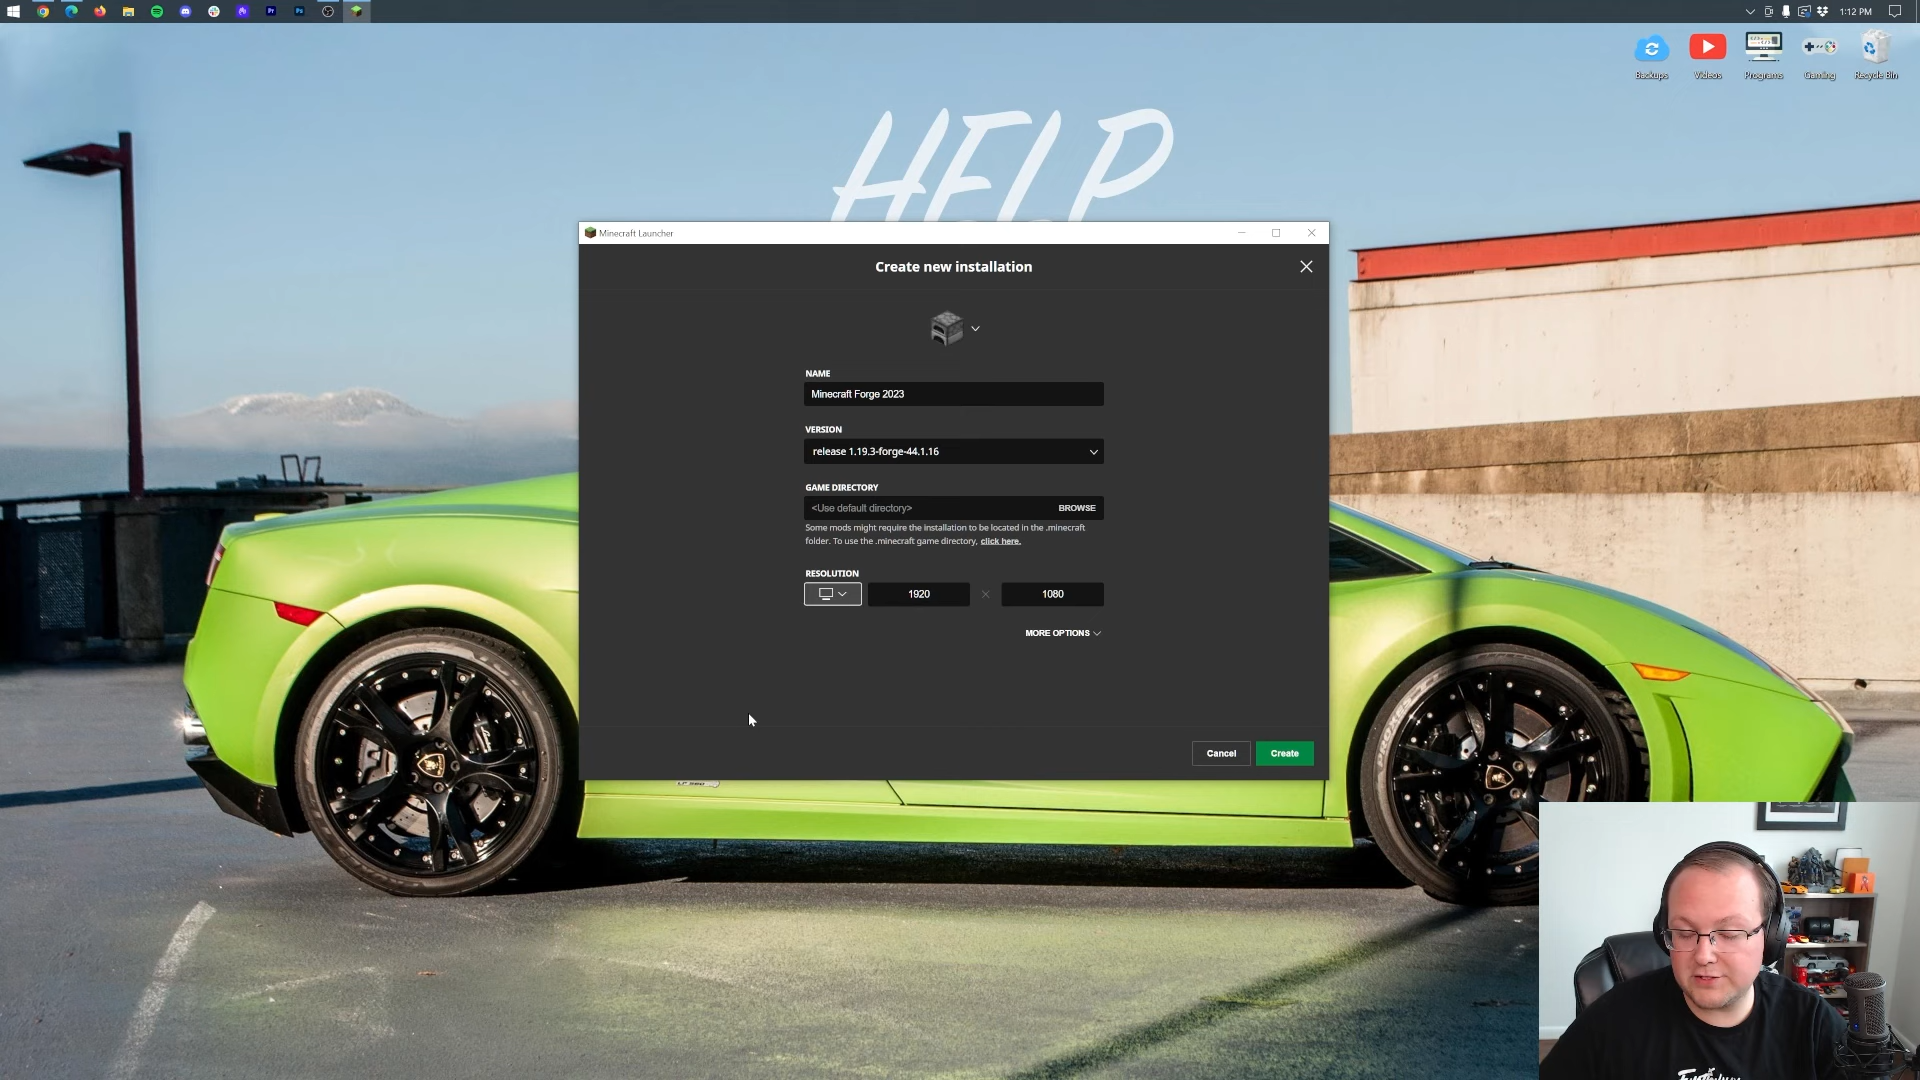 1:12 PM
Backups
Videos
Programs
Gaming
Recycle Bin
HELP
Minecraft Launcher
Create new installation
NAME
Minecraft Forge 2023
VERSION
release 1.19.3-forge-44.1.16
GAME DIRECTORY
<Use default directory>
BROWSE
Some mods might require the installation to be located in the .minecraft
folder. To use the .minecraft game directory, click here.
RESOLUTION
1920
1080
MORE OPTIONS
Cancel
Create